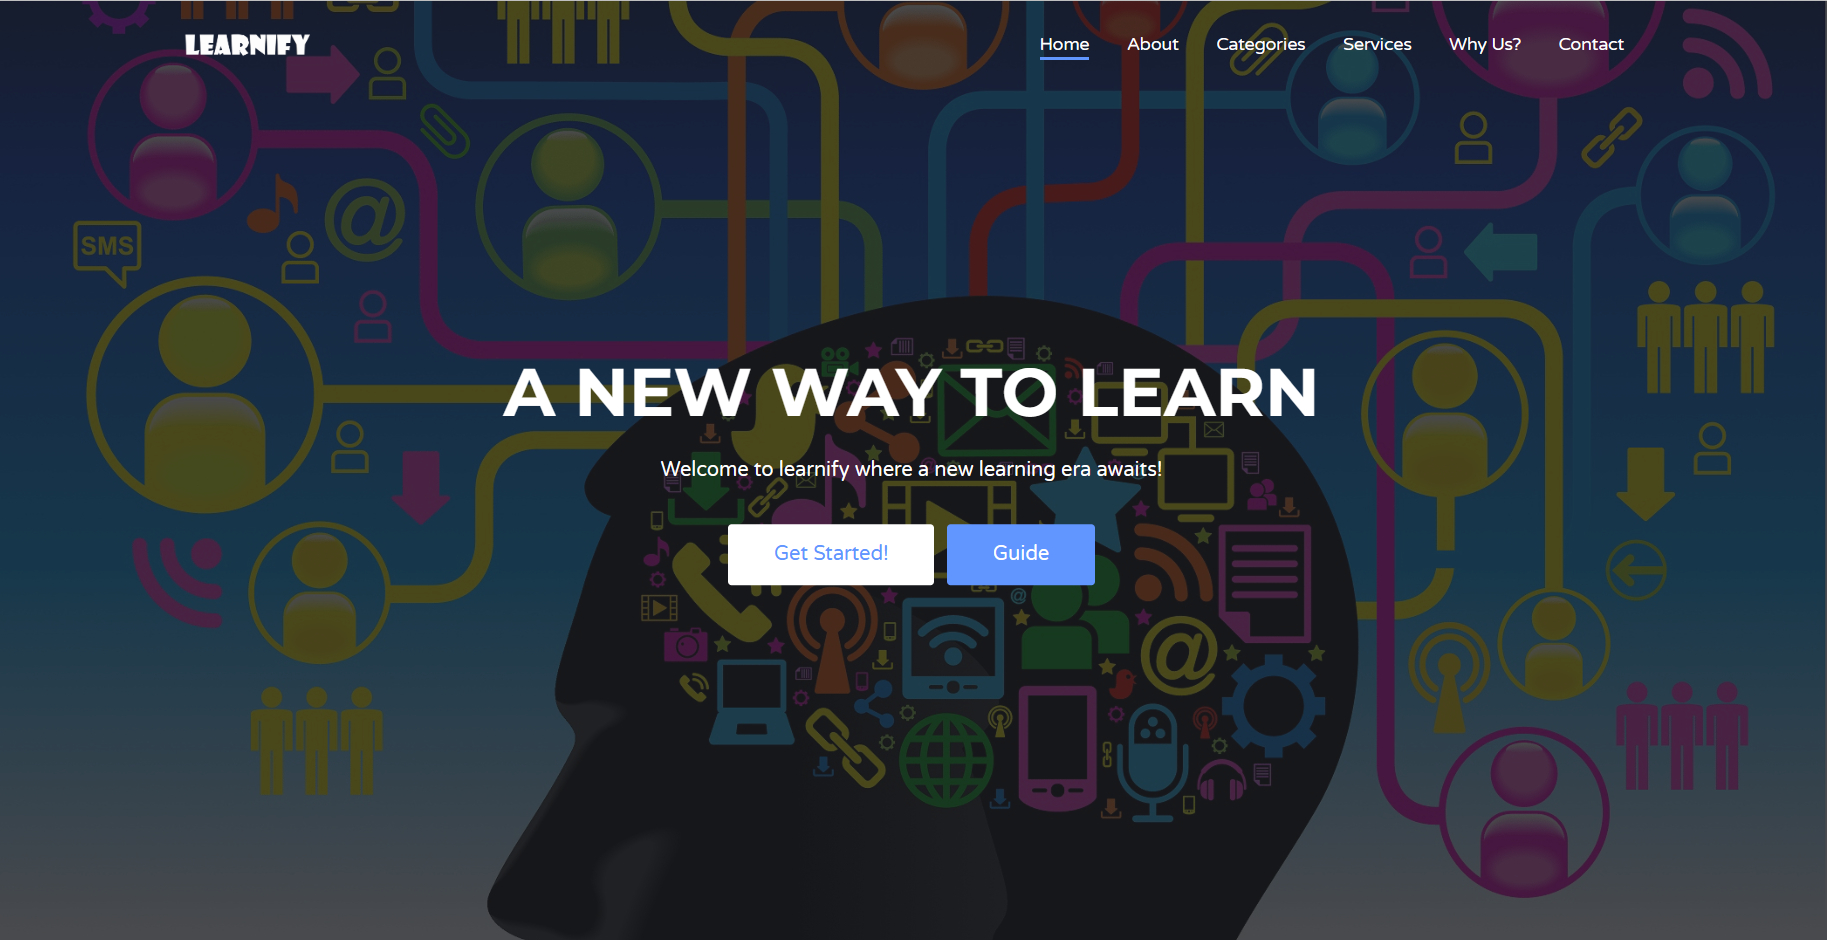 LEARNIFY
Home About Categories Services Why Us? Contact
SMS
@
A NEW WAY TO LEARN
Welcome to learnify where a new learning era awaits!
Get Started! Guide
@
@